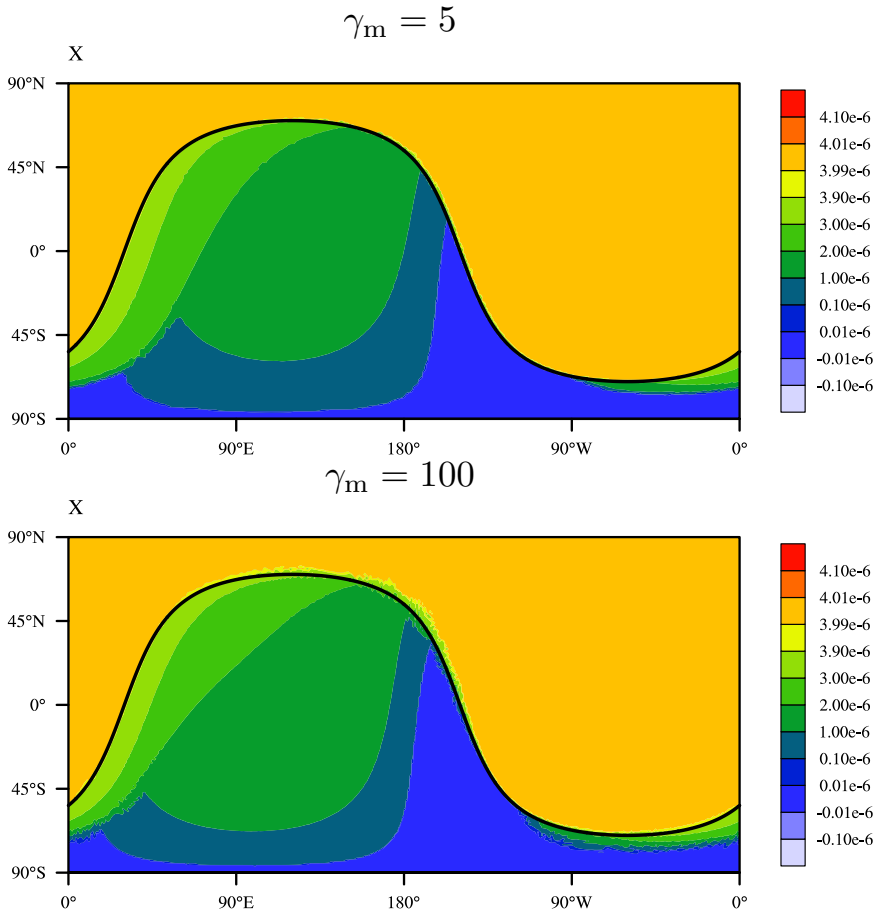 γm = 5
X
90°N
45°N
0°
45°S
90°S
0°
90°E
180°
90°W
0°
4.10e-6
4.01e-6
3.99e-6
3.90e-6
3.00e-6
2.00e-6
1.00e-6
0.10e-6
0.01e-6
-0.01e-6
-0.10e-6
γm = 100
X
90°N
45°N
0°
45°S
90°S
0°
90°E
180°
90°W
0°
4.10e-6
4.01e-6
3.99e-6
3.90e-6
3.00e-6
2.00e-6
1.00e-6
0.10e-6
0.01e-6
-0.01e-6
-0.10e-6